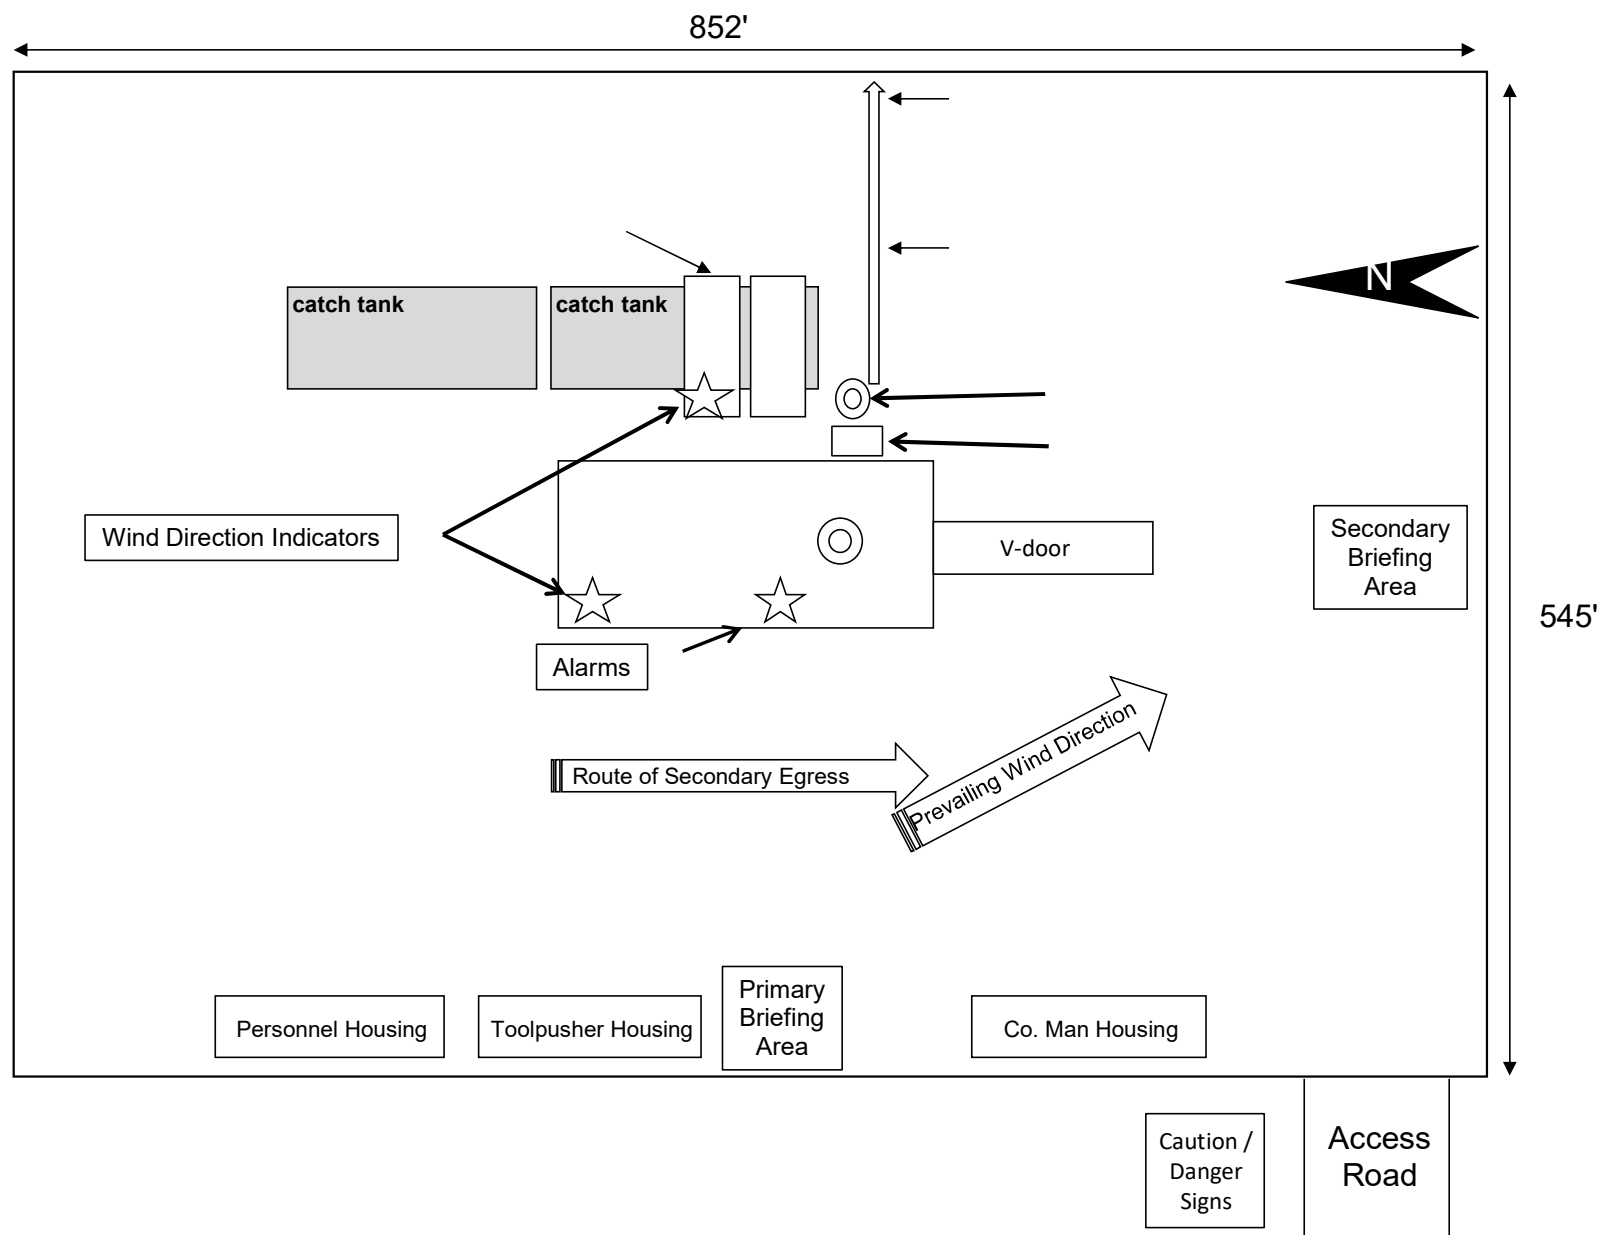 852'
N
catch tank
catch tank
Wind Direction Indicators
V-door
Secondary
Briefing
Area
545'
Alarms
Prevailing Wind Direction
Route of Secondary Egress
Primary
Briefing
Area
Personnel Housing
Toolpusher Housing
Co. Man Housing
Caution /
Danger
Signs
Access
Road